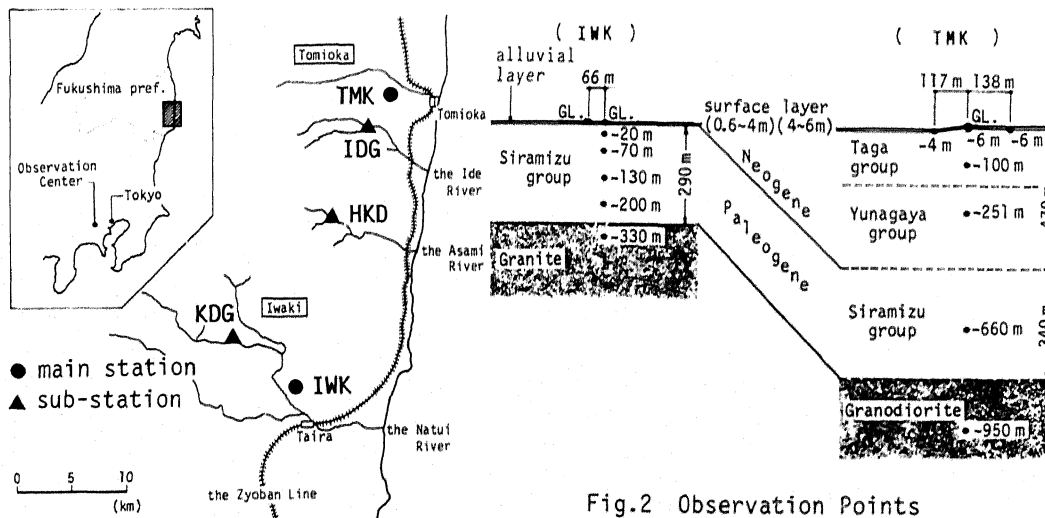 Fukushima pref.
Observation
Center
Tokyo
Tomioka
TMK
Tomioka
IDG
the Ide
River
HKD
the Asami
River
KDG
Iwaki
● main station
▲ sub-station
IWK
Taira
the Natui
River
0 5 10
(km)
the Zyoban Line
( IWK )
alluvial
layer
66 m
GL. GL.
-20 m
-70 m
Siramizu
group
-130 m
-200 m
290 m
-330 m
Granite
surface layer
(0.6~4m)(4~6m)
Neogene
Paleogene
( TMK )
117 m 138 m
GL.
-4 m -6 m -6 m
Taga
group
-100 m
Yunagaya
group
-251 m
Siramizu
group
-660 m
Granodiorite
-950 m
Fig.2 Observation Points